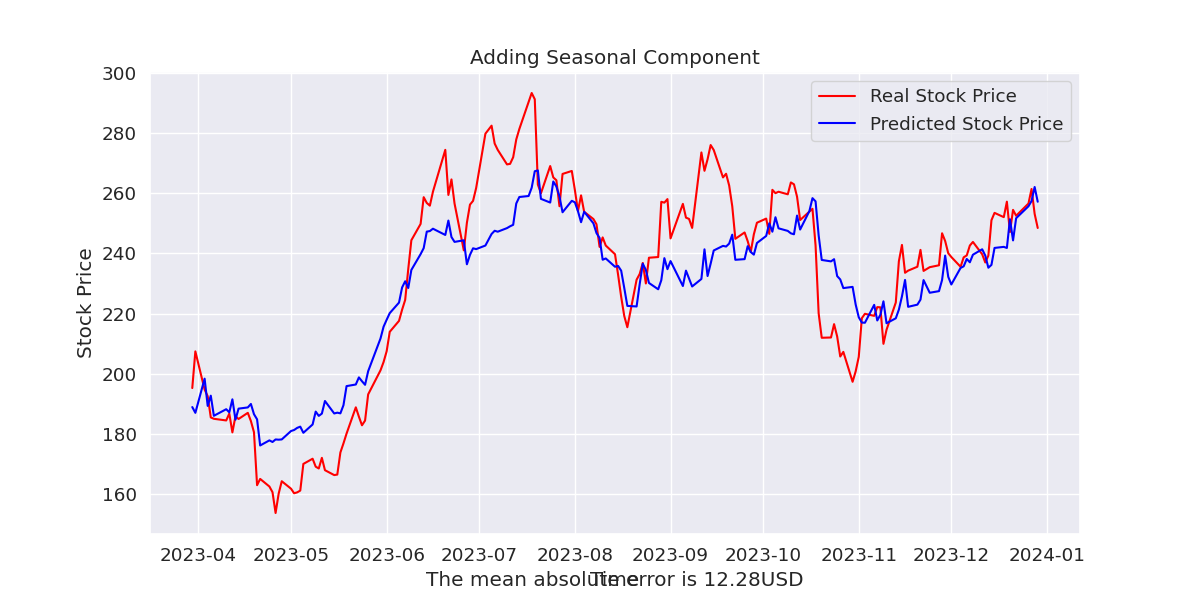 Adding Seasonal Component
Real Stock Price
Predicted Stock Price
Stock Price
300
280
260
240
220
200
180
160
2023-04 2023-05 2023-06 2023-07 2023-08 2023-09 2023-10 2023-11 2023-12 2024-01
Time
The mean absolute error is 12.28USD